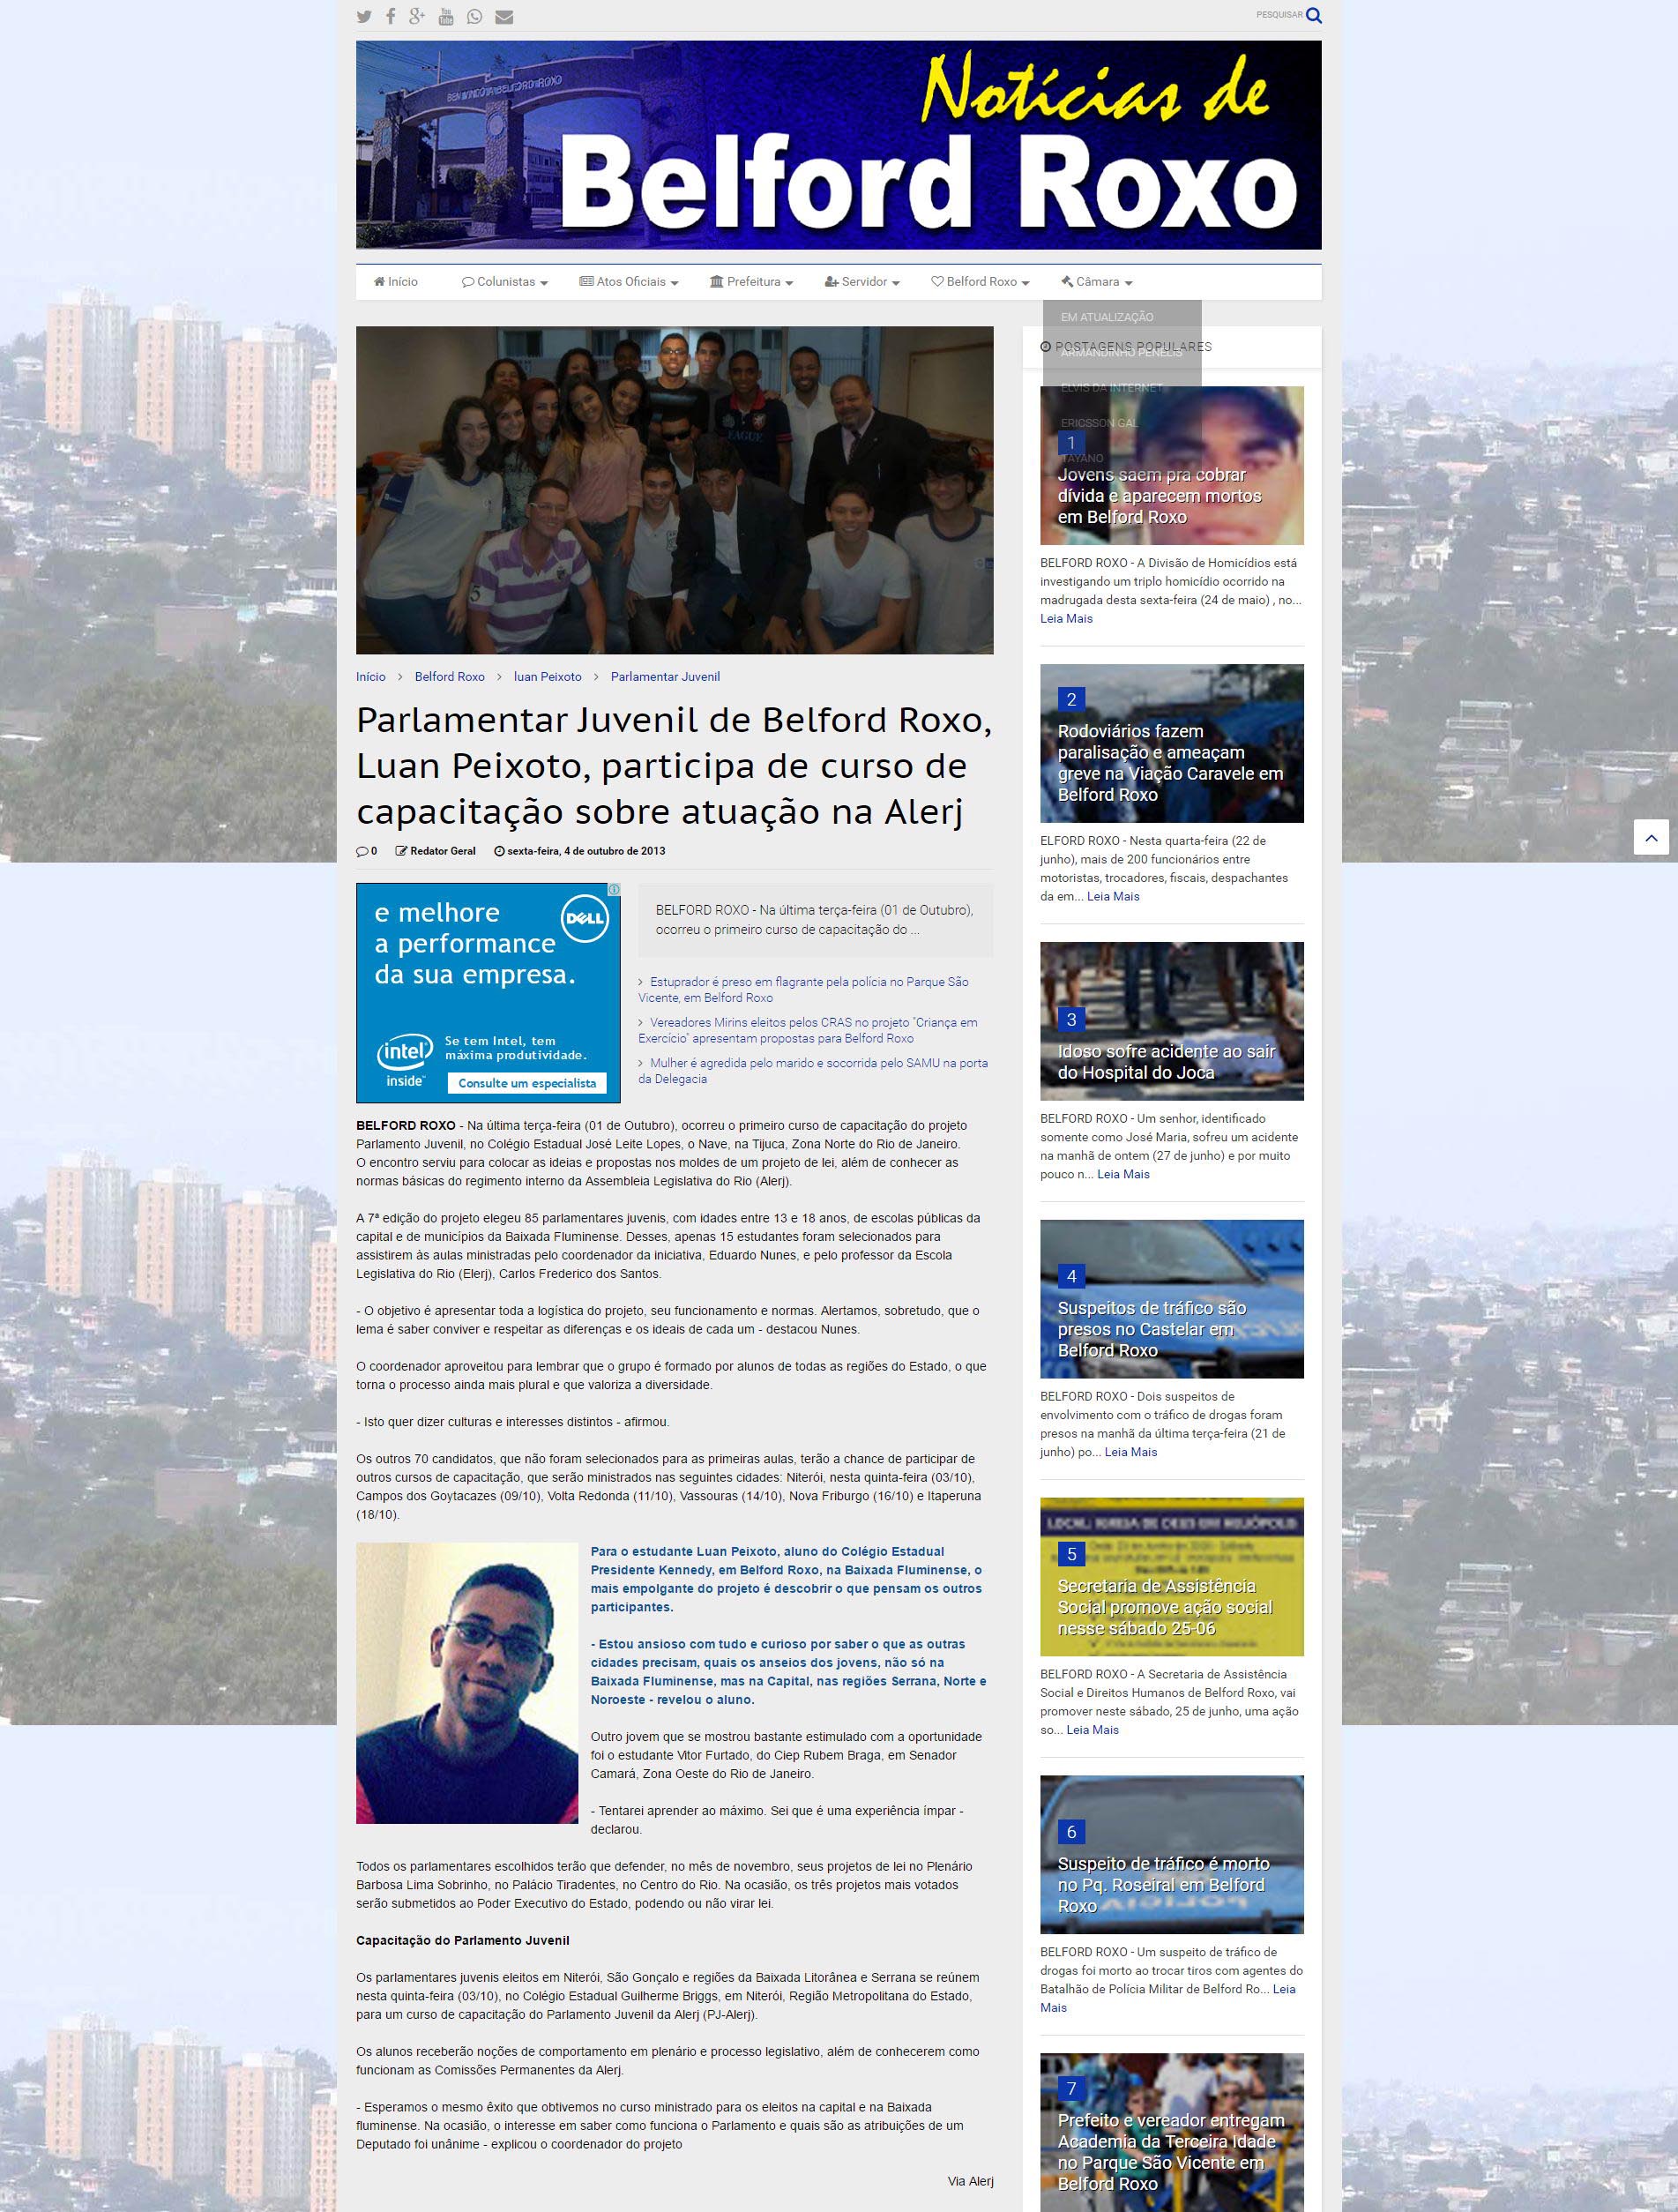 PESQUISAR
BEM VINDO A BELFORD ROXO
Notícias de
Belford Roxo
Início
Colunistas
Atos Oficiais
Prefeitura
Servidor
Belford Roxo
Câmara
EM ATUALIZAÇÃO
ARMANDINHO PENELIS
ELVIS DA INTERNET
ERICSSON GAL
TAYANO
Início > Belford Roxo > luan Peixoto > Parlamentar Juvenil
Parlamentar Juvenil de Belford Roxo,
Luan Peixoto, participa de curso de
capacitação sobre atuação na Alerj
0 Redator Geral sexta-feira, 4 de outubro de 2013
e melhore
a performance
da sua empresa.
DELL
intel
inside™
Se tem Intel, tem
máxima produtividade.
Consulte um especialista
BELFORD ROXO - Na última terça-feira (01 de Outubro),
ocorreu o primeiro curso de capacitação do ...
> Estuprador é preso em flagrante pela polícia no Parque São
Vicente, em Belford Roxo
> Vereadores Mirins eleitos pelos CRAS no projeto "Criança em
Exercício" apresentam propostas para Belford Roxo
> Mulher é agredida pelo marido e socorrida pelo SAMU na porta
da Delegacia
BELFORD ROXO - Na última terça-feira (01 de Outubro), ocorreu o primeiro curso de capacitação do projeto
Parlamento Juvenil, no Colégio Estadual José Leite Lopes, o Nave, na Tijuca, Zona Norte do Rio de Janeiro.
O encontro serviu para colocar as ideias e propostas nos moldes de um projeto de lei, além de conhecer as
normas básicas do regimento interno da Assembleia Legislativa do Rio (Alerj).
A 7ª edição do projeto elegeu 85 parlamentares juvenis, com idades entre 13 e 18 anos, de escolas públicas da
capital e de municípios da Baixada Fluminense. Desses, apenas 15 estudantes foram selecionados para
assistirem às aulas ministradas pelo coordenador da iniciativa, Eduardo Nunes, e pelo professor da Escola
Legislativa do Rio (Elerj), Carlos Frederico dos Santos.
- O objetivo é apresentar toda a logística do projeto, seu funcionamento e normas. Alertamos, sobretudo, que o
lema é saber conviver e respeitar as diferenças e os ideais de cada um - destacou Nunes.
O coordenador aproveitou para lembrar que o grupo é formado por alunos de todas as regiões do Estado, o que
torna o processo ainda mais plural e que valoriza a diversidade.
- Isto quer dizer culturas e interesses distintos - afirmou.
Os outros 70 candidatos, que não foram selecionados para as primeiras aulas, terão a chance de participar de
outros cursos de capacitação, que serão ministrados nas seguintes cidades: Niterói, nesta quinta-feira (03/10),
Campos dos Goytacazes (09/10), Volta Redonda (11/10), Vassouras (14/10), Nova Friburgo (16/10) e Itaperuna
(18/10).
Para o estudante Luan Peixoto, aluno do Colégio Estadual
Presidente Kennedy, em Belford Roxo, na Baixada Fluminense, o
mais empolgante do projeto é descobrir o que pensam os outros
participantes.
- Estou ansioso com tudo e curioso por saber o que as outras
cidades precisam, quais os anseios dos jovens, não só na
Baixada Fluminense, mas na Capital, nas regiões Serrana, Norte e
Noroeste - revelou o aluno.
Outro jovem que se mostrou bastante estimulado com a oportunidade
foi o estudante Vitor Furtado, do Ciep Rubem Braga, em Senador
Camará, Zona Oeste do Rio de Janeiro.
- Tentarei aprender ao máximo. Sei que é uma experiência ímpar -
declarou.
Todos os parlamentares escolhidos terão que defender, no mês de novembro, seus projetos de lei no Plenário
Barbosa Lima Sobrinho, no Palácio Tiradentes, no Centro do Rio. Na ocasião, os três projetos mais votados
serão submetidos ao Poder Executivo do Estado, podendo ou não virar lei.
Capacitação do Parlamento Juvenil
Os parlamentares juvenis eleitos em Niterói, São Gonçalo e regiões da Baixada Litorânea e Serrana se reúnem
nesta quinta-feira (03/10), no Colégio Estadual Guilherme Briggs, em Niterói, Região Metropolitana do Estado,
para um curso de capacitação do Parlamento Juvenil da Alerj (PJ-Alerj).
Os alunos receberão noções de comportamento em plenário e processo legislativo, além de conhecerem como
funcionam as Comissões Permanentes da Alerj.
- Esperamos o mesmo êxito que obtivemos no curso ministrado para os eleitos na capital e na Baixada
fluminense. Na ocasião, o interesse em saber como funciona o Parlamento e quais são as atribuições de um
Deputado foi unânime - explicou o coordenador do projeto
Via Alerj
POSTAGENS POPULARES
1
Jovens saem pra cobrar
dívida e aparecem mortos
em Belford Roxo
BELFORD ROXO - A Divisão de Homicídios está
investigando um triplo homicídio ocorrido na
madrugada desta sexta-feira (24 de maio) , no...
Leia Mais
2
Rodoviários fazem
paralisação e ameaçam
greve na Viação Caravele em
Belford Roxo
ELFORD ROXO - Nesta quarta-feira (22 de
junho), mais de 200 funcionários entre
motoristas, trocadores, fiscais, despachantes
da em... Leia Mais
3
Idoso sofre acidente ao sair
do Hospital do Joca
BELFORD ROXO - Um senhor, identificado
somente como José Maria, sofreu um acidente
na manhã de ontem (27 de junho) e por muito
pouco n... Leia Mais
4
Suspeitos de tráfico são
presos no Castelar em
Belford Roxo
BELFORD ROXO - Dois suspeitos de
envolvimento com o tráfico de drogas foram
presos na manhã da última terça-feira (21 de
junho) po... Leia Mais
LOCAL: IGREJA DE DEUS EM HELIÓPOLIS
5
Secretaria de Assistência
Social promove ação social
nesse sábado 25-06
BELFORD ROXO - A Secretaria de Assistência
Social e Direitos Humanos de Belford Roxo, vai
promover neste sábado, 25 de junho, uma ação
so... Leia Mais
6
Suspeito de tráfico é morto
no Pq. Roseiral em Belford
Roxo
BELFORD ROXO - Um suspeito de tráfico de
drogas foi morto ao trocar tiros com agentes do
Batalhão de Polícia Militar de Belford Ro... Leia
Mais
7
Prefeito e vereador entregam
Academia da Terceira Idade
no Parque São Vicente em
Belford Roxo